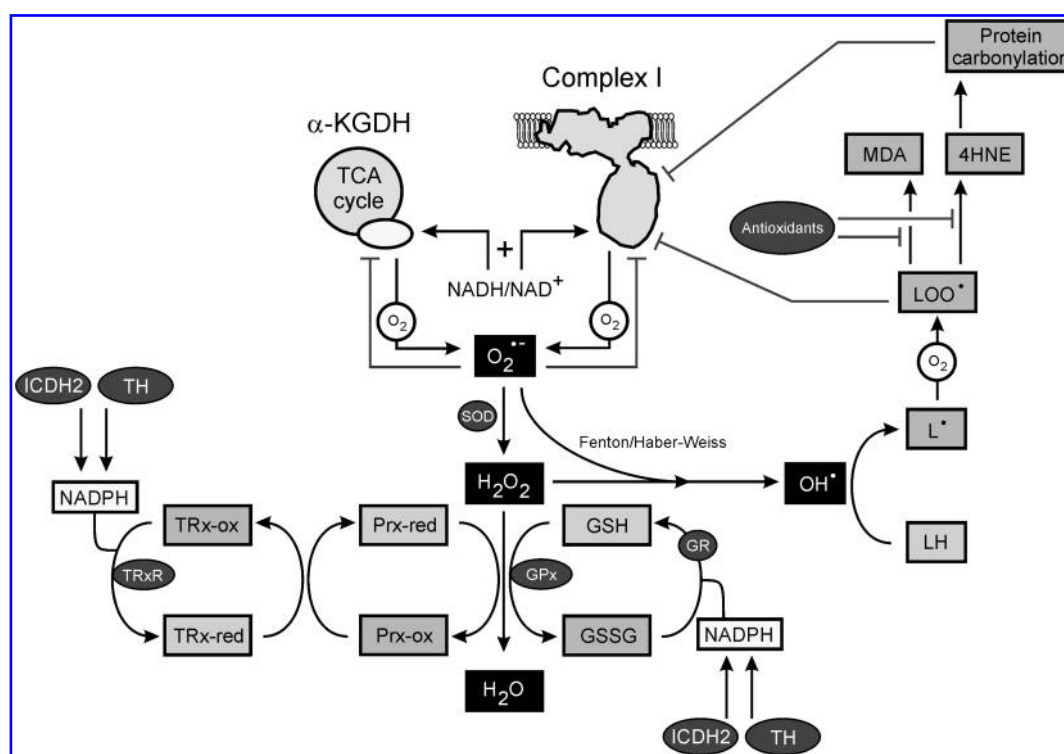 Protein
carbonylation
Complex I
α-KGDH
MDA
4HNE
TCA
cycle
Antioxidants
+
NADH/NAD⁺
LOO•
O₂
O₂
O₂•⁻
O₂
ICDH2
TH
SOD
L•
Fenton/Haber-Weiss
NADPH
H₂O₂
OH•
TRx-ox
Prx-red
GSH
GR
LH
TRxR
GPx
TRx-red
Prx-ox
GSSG
NADPH
H₂O
ICDH2
TH